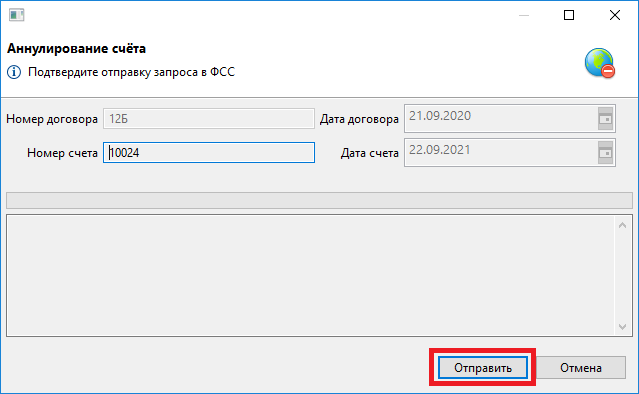 Аннулирование счёта
Подтвердите отправку запроса в ФСС
Номер договора 12Б Дата договора 21.09.2020
Номер счета 10024 Дата счета 22.09.2021
Отправить Отмена